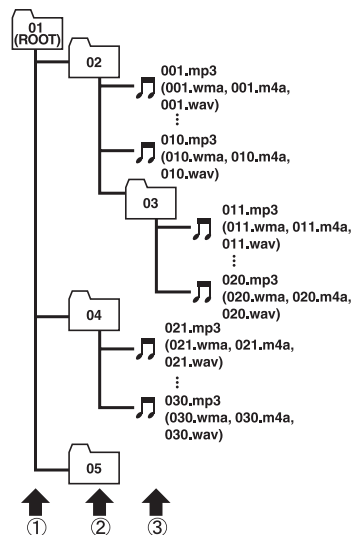 01
(ROOT)
02
001.mp3
(001.wma, 001.m4a,
001.wav)
⋮
010.mp3
(010.wma, 010.m4a,
010.wav)
03
011.mp3
(011.wma, 011.m4a,
011.wav)
⋮
020.mp3
(020.wma, 020.m4a,
020.wav)
04
021.mp3
(021.wma, 021.m4a,
021.wav)
⋮
030.mp3
(030.wma, 030.m4a,
030.wav)
05
① ② ③